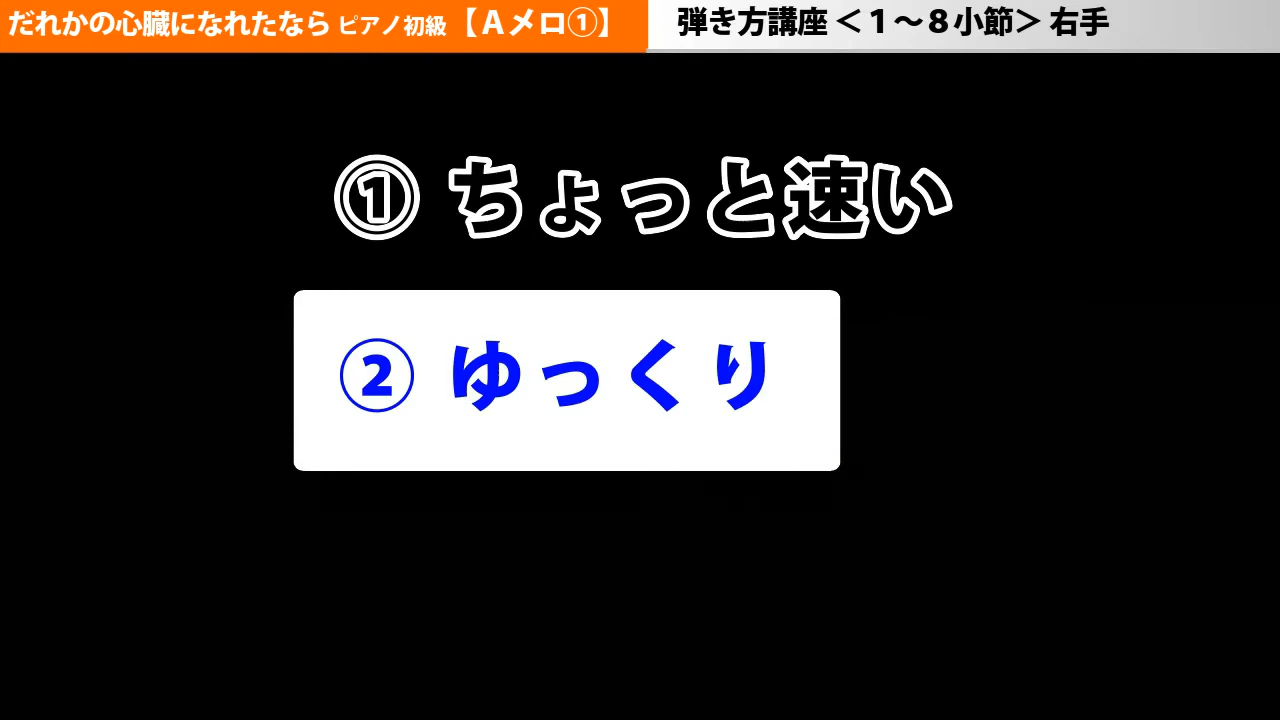 だれかの心臓になれたなら ピアノ初級 【Aメロ①】 弾き方講座 ＜１～８小節＞ 右手
① ちょっと速い
② ゆっくり